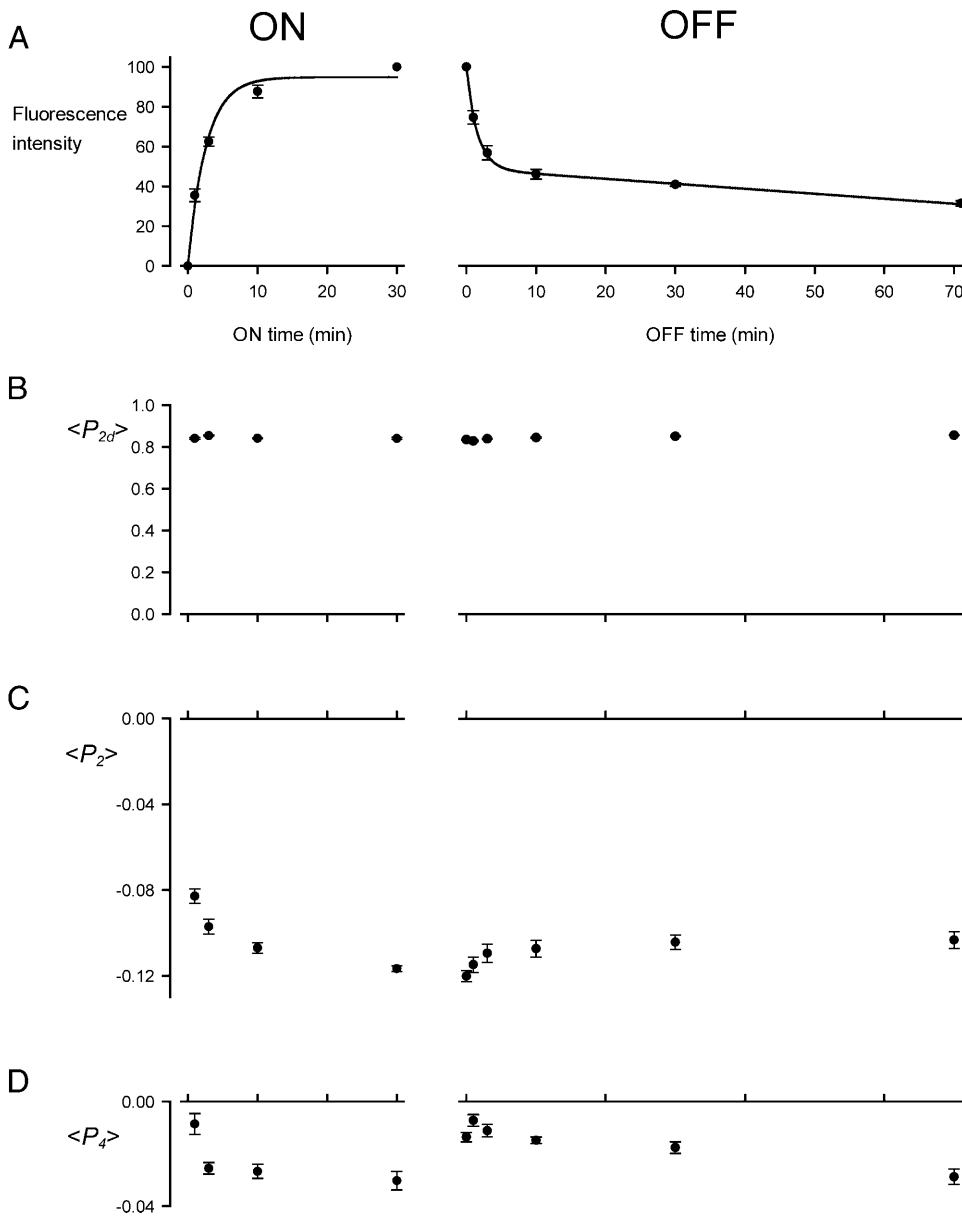 ON OFF
A
Fluorescence
intensity
100
80
60
40
20
0
0 10 20 30 0 10 20 30 40 50 60 70
ON time (min) OFF time (min)
B
<P2d>
1.0
0.8
0.6
0.4
0.2
0.0
C
<P2>
0.00
-0.04
-0.08
-0.12
D
<P4>
0.00
-0.04